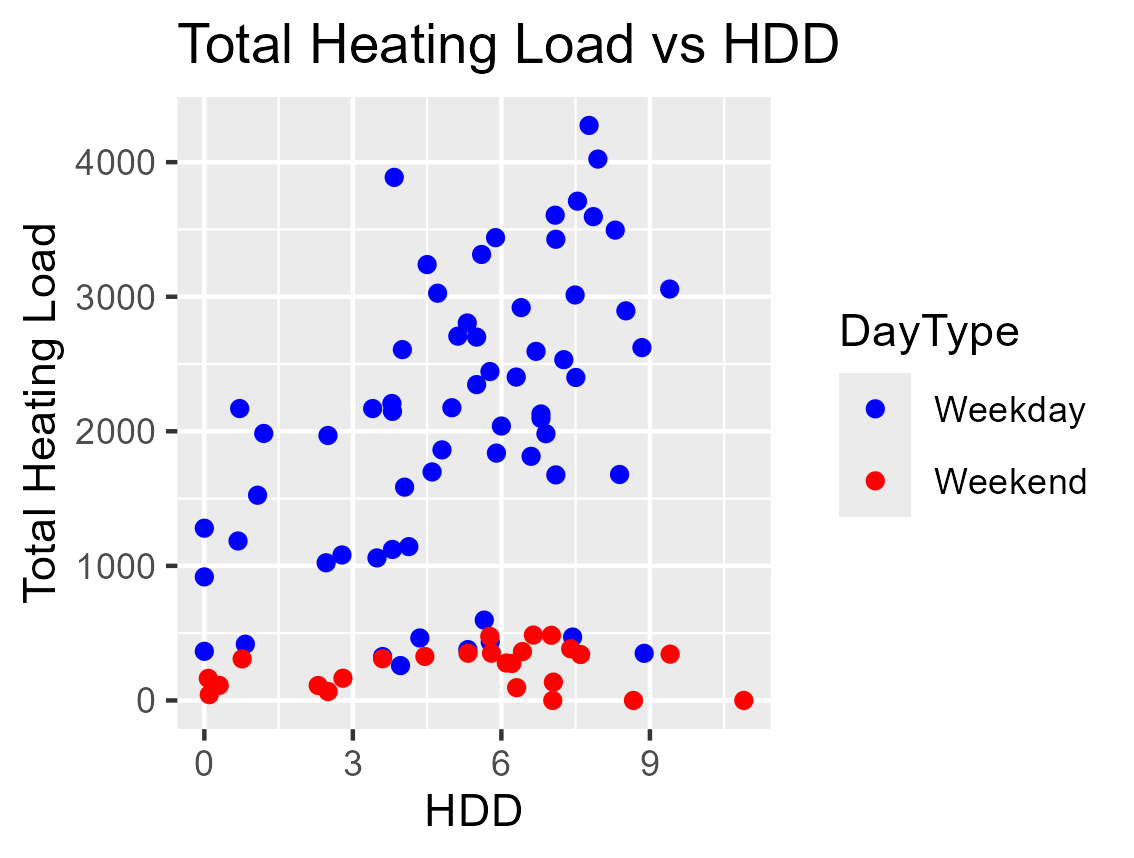 Total Heating Load vs HDD
Total Heating Load
4000
3000
2000
1000
0
0 3 6 9
HDD
DayType
Weekday
Weekend